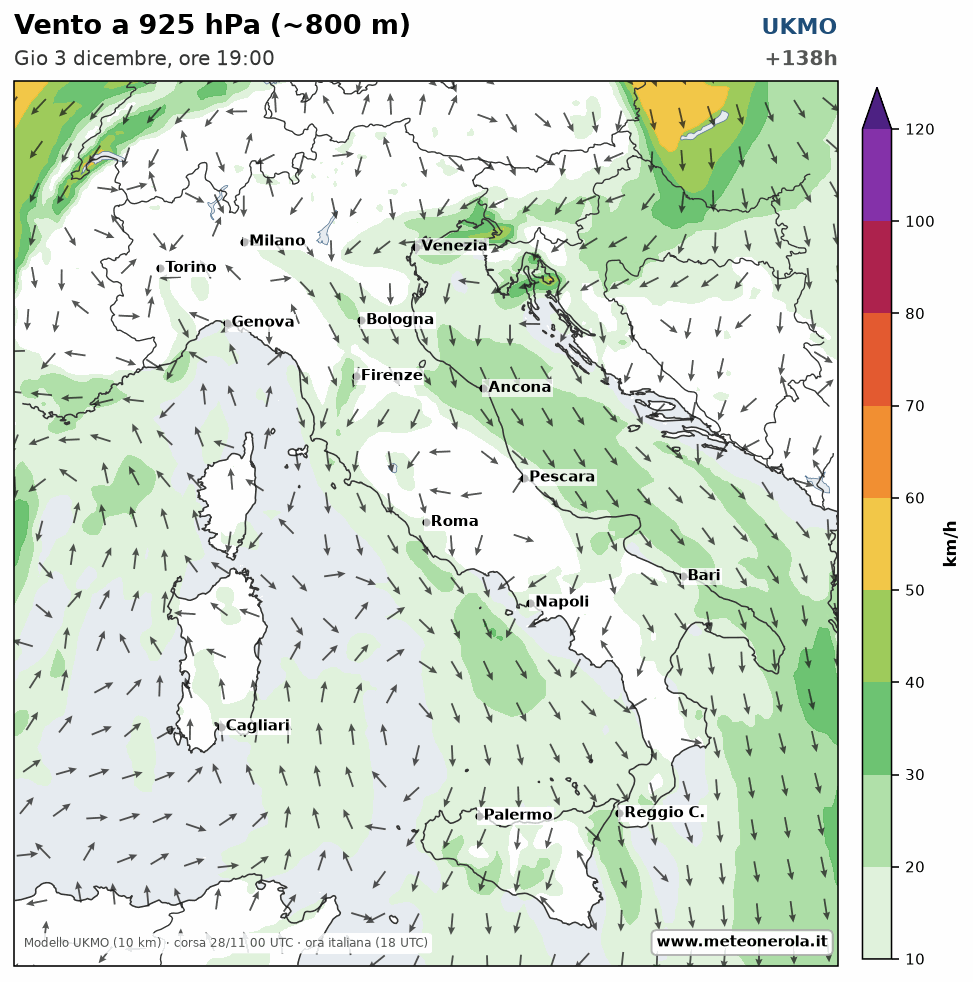 Vento a 925 hPa (~800 m)
UKMO
Gio 3 dicembre, ore 19:00
+138h
120
100
80
70
60
50
40
30
20
10
km/h
Milano
Venezia
Torino
Bologna
Genova
Firenze
Ancona
Pescara
Roma
Bari
Napoli
Cagliari
Palermo
Reggio C.
Modello UKMO (10 km) · corsa 28/11 00 UTC · ora italiana (18 UTC)
www.meteonerola.it